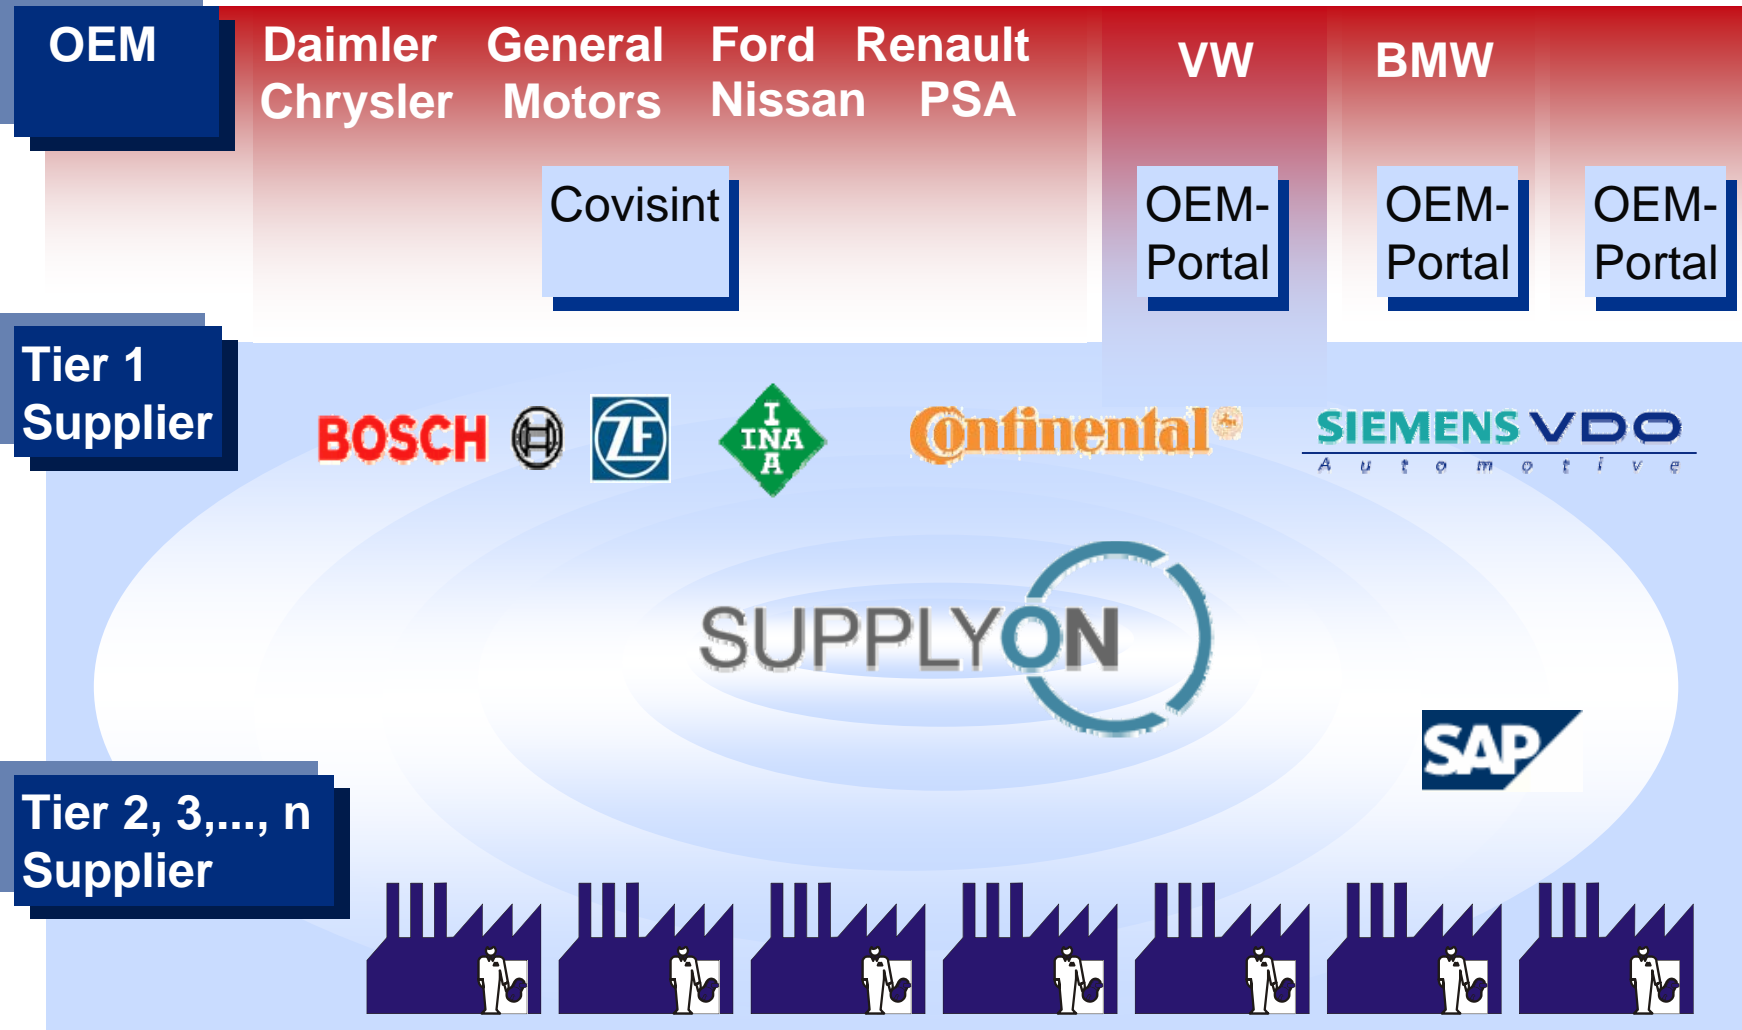 OEM
Daimler General Ford Renault
Chrysler Motors Nissan PSA
VW BMW
Covisint
OEM-
Portal
OEM-
Portal
OEM-
Portal
Tier 1
Supplier
BOSCH
ZF
I
INA
A
Continental
SIEMENS VDO
Automotive
SUPPLYON
SAP
Tier 2, 3,..., n
Supplier